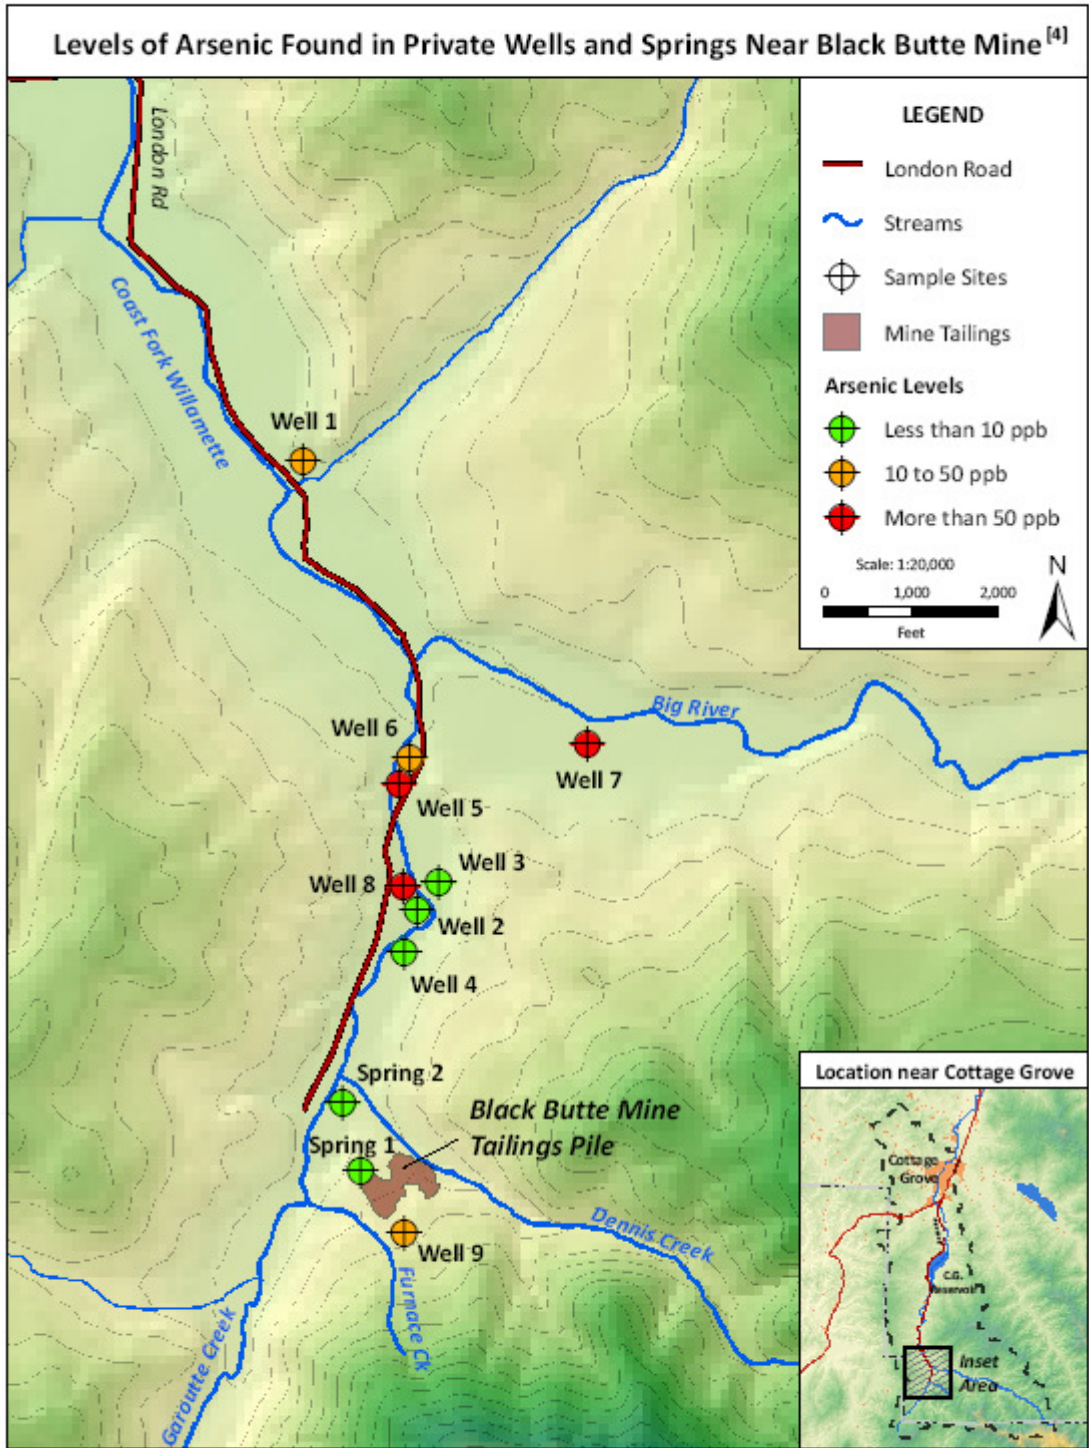 Levels of Arsenic Found in Private Wells and Springs Near Black Butte Mine [4]
London Rd
Coast Fork Willamette
Well 1
Big River
Well 6
Well 7
Well 5
Well 3
Well 8
Well 2
Well 4
Spring 2
Black Butte Mine
Tailings Pile
Spring 1
Dennis Creek
Well 9
Furnace Ck
Garoutte Creek
LEGEND
London Road
Streams
Sample Sites
Mine Tailings
Arsenic Levels
Less than 10 ppb
10 to 50 ppb
More than 50 ppb
Scale: 1:20,000
0 1,000 2,000
Feet
N
Location near Cottage Grove
Cottage
Grove
C.G.
Reservoir
Inset
Area